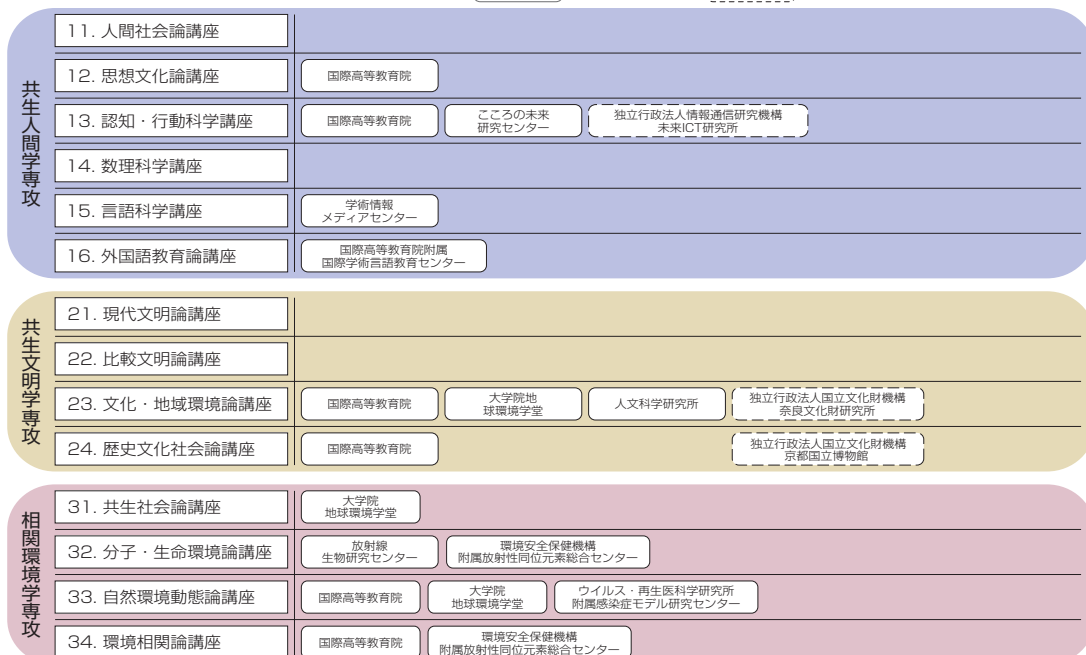 共生人間学専攻
11. 人間社会論講座
12. 思想文化論講座
国際高等教育院
13. 認知・行動科学講座
国際高等教育院
こころの未来
研究センター
独立行政法人情報通信研究機構
未来ICT研究所
14. 数理科学講座
15. 言語科学講座
学術情報
メディアセンター
16. 外国語教育論講座
国際高等教育院附属
国際学術言語教育センター
共生文明学専攻
21. 現代文明論講座
22. 比較文明論講座
23. 文化・地域環境論講座
国際高等教育院
大学院地
球環境学堂
人文科学研究所
独立行政法人国立文化財機構
奈良文化財研究所
24. 歴史文化社会論講座
国際高等教育院
独立行政法人国立文化財機構
京都国立博物館
相関環境学専攻
31. 共生社会論講座
大学院
地球環境学堂
32. 分子・生命環境論講座
放射線
生物研究センター
環境安全保健機構
附属放射性同位元素総合センター
33. 自然環境動態論講座
国際高等教育院
大学院
地球環境学堂
ウイルス・再生医科学研究所
附属感染症モデル研究センター
34. 環境相関論講座
国際高等教育院
環境安全保健機構
附属放射性同位元素総合センター